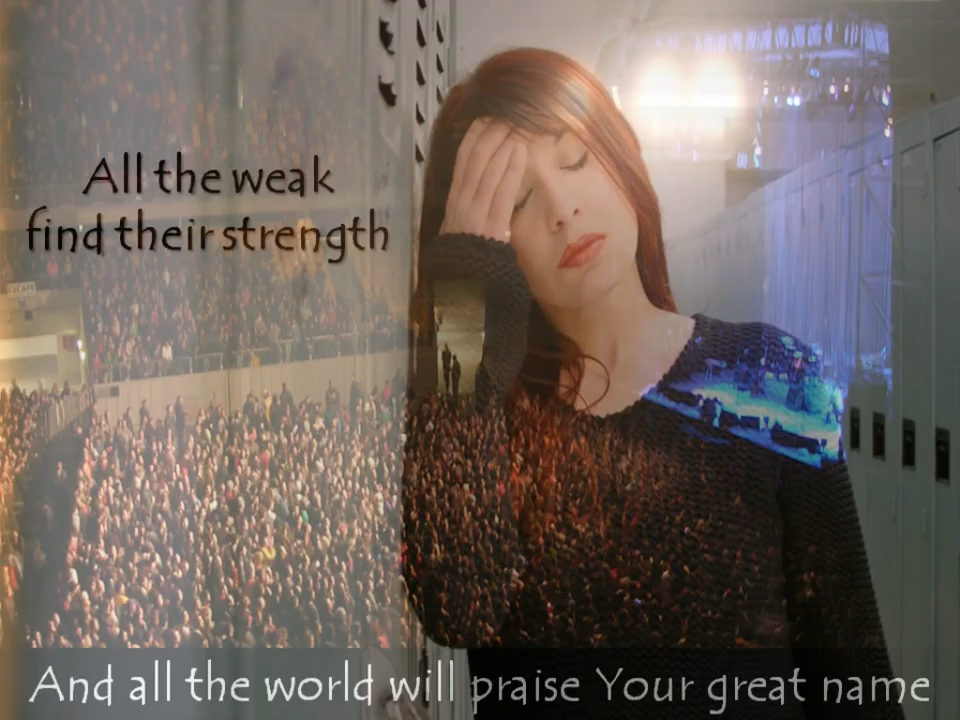 All the weak
find their strength
And all the world will praise Your great name